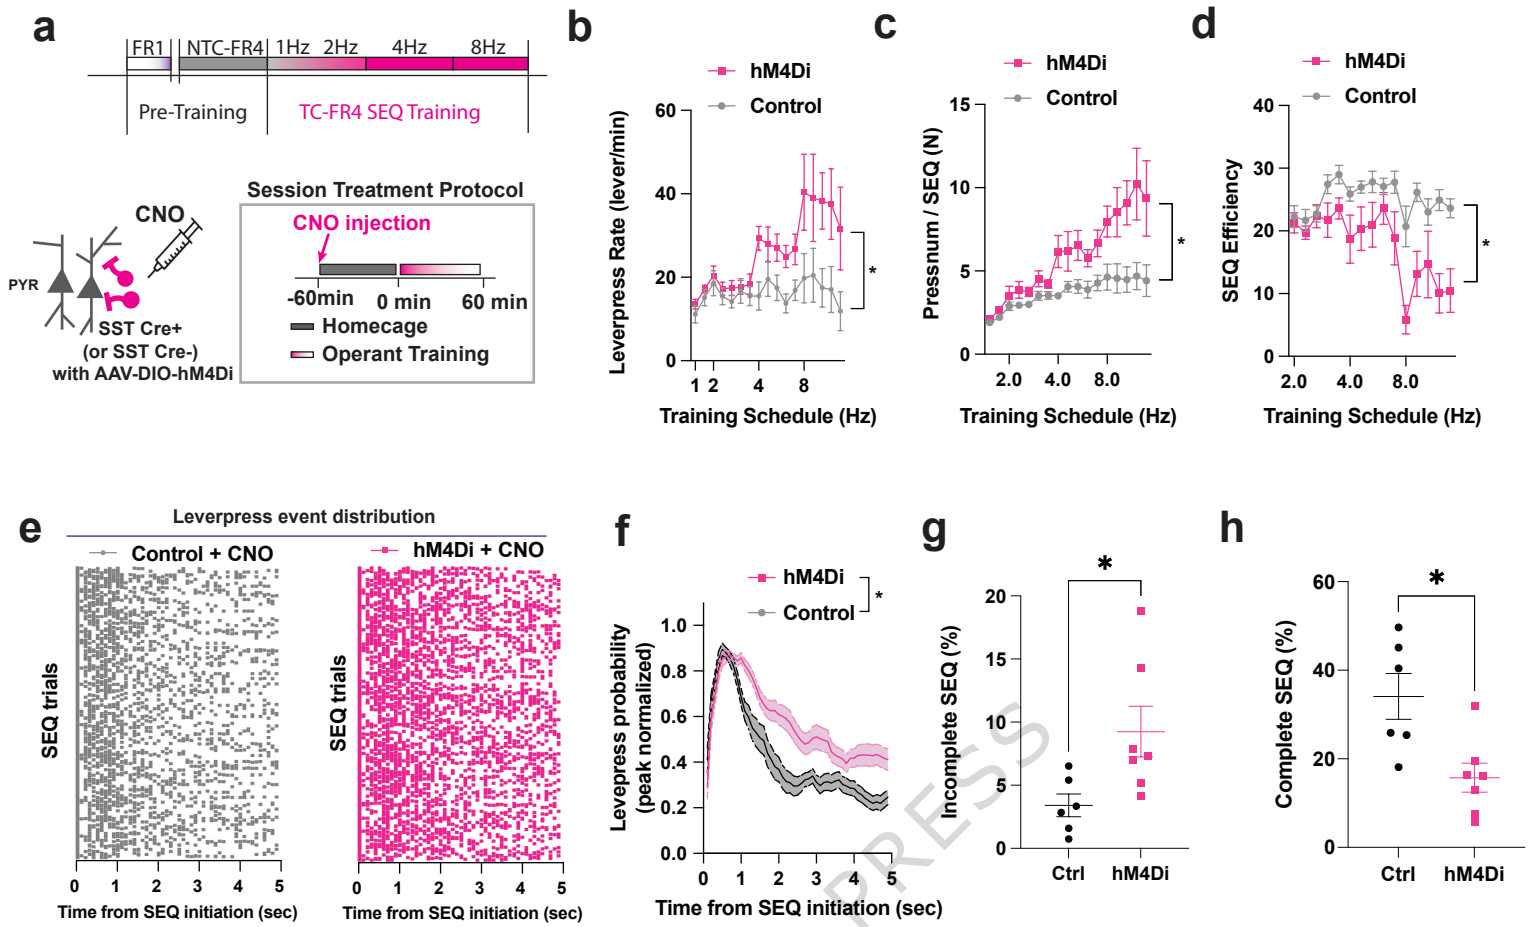 a
FR1
NTC-FR4
1Hz
2Hz
4Hz
8Hz
Pre-Training
TC-FR4 SEQ Training
CNO
PYR
SST Cre+
(or SST Cre-)
with AAV-DIO-hM4Di
Session Treatment Protocol
CNO injection
-60min
0 min
60 min
Homecage
Operant Training
b
hM4Di
Control
Leverpress Rate (lever/min)
60
40
20
0
1
2
4
8
*
Training Schedule (Hz)
c
hM4Di
Control
Pressnum / SEQ (N)
15
10
5
0
2.0
4.0
8.0
*
Training Schedule (Hz)
d
hM4Di
Control
SEQ Efficiency
40
30
20
10
0
2.0
4.0
8.0
*
Training Schedule (Hz)
e
Leverpress event distribution
Control + CNO
SEQ trials
0
1
2
3
4
5
Time from SEQ initiation (sec)
hM4Di + CNO
SEQ trials
0
1
2
3
4
5
Time from SEQ initiation (sec)
f
hM4Di
Control
*
Levepress probability
(peak normalized)
1.0
0.8
0.6
0.4
0.2
0.0
0
1
2
3
4
5
Time from SEQ initiation (sec)
g
*
Incomplete SEQ (%)
20
15
10
5
0
Ctrl
hM4Di
h
*
Complete SEQ (%)
60
40
20
0
Ctrl
hM4Di
PRESS